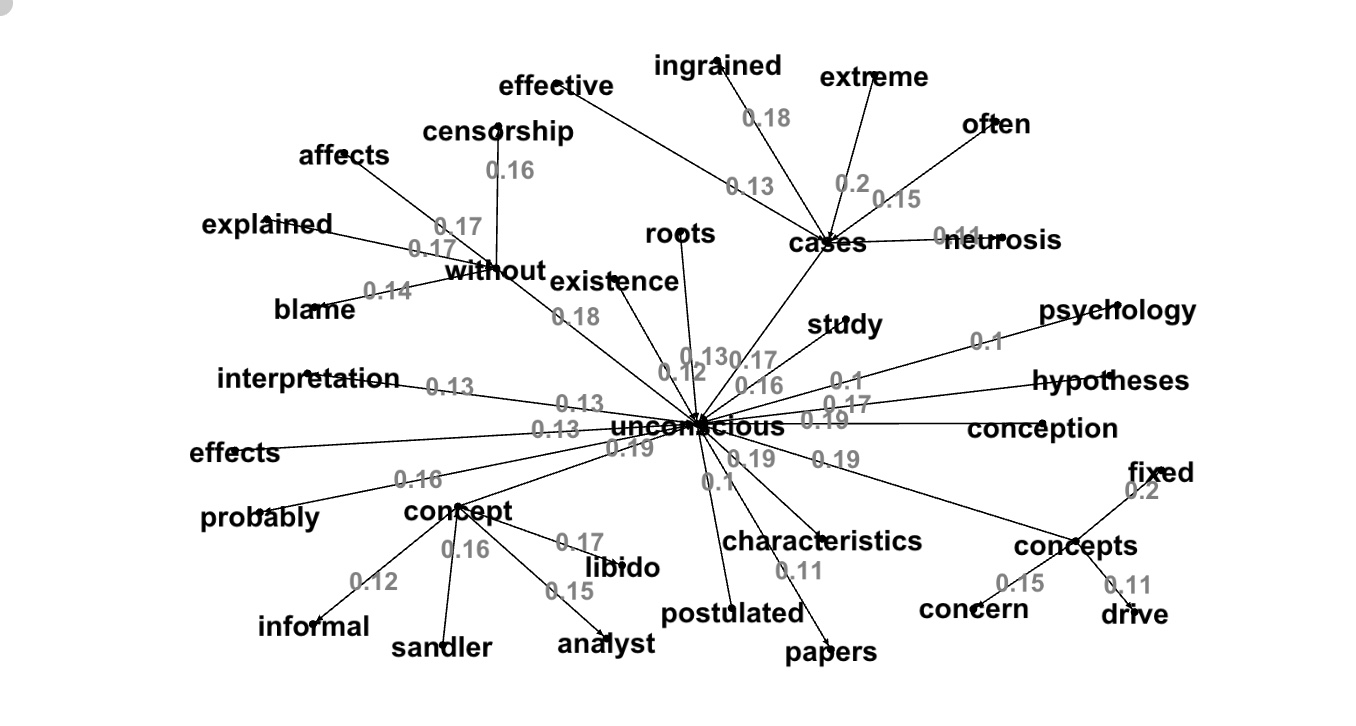 ingrained
extreme
effective
0.18
often
censorship
affects
0.16
0.13
0.2
0.15
explained
0.17
0.17
roots
cases
0.11
neurosis
without
existence
0.14
blame
0.18
study
psychology
0.1
0.13
0.17
0.12
interpretation
0.13
0.16
0.1
hypotheses
0.13
0.17
0.19
0.13
unconscious
conception
effects
0.19
0.19
0.19
fixed
0.16
0.1
0.2
probably
concept
0.16
0.17
characteristics
concepts
libido
0.12
0.15
0.11
0.15
0.11
informal
sandler
analyst
postulated
papers
concern
drive